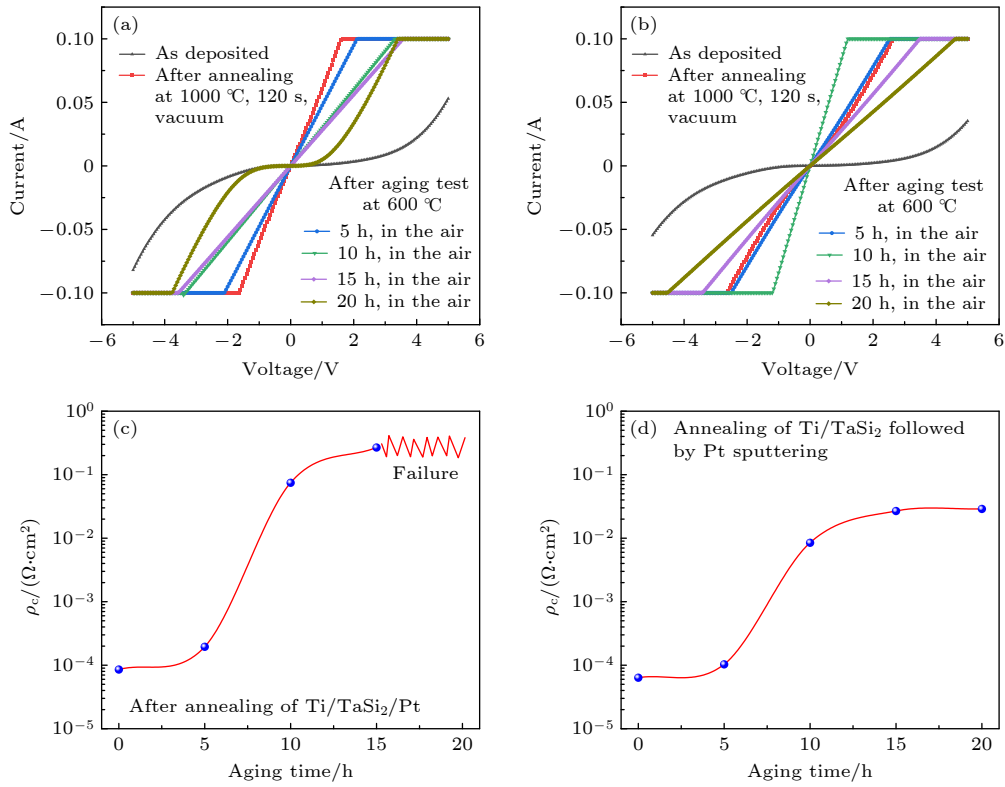 (a)
As deposited
After annealing
at 1000 ℃, 120 s,
vacuum
After aging test
at 600 ℃
5 h, in the air
10 h, in the air
15 h, in the air
20 h, in the air
0.10
0.05
0
−0.05
−0.10
Current/A
−6 −4 −2 0 2 4 6
Voltage/V
(b)
As deposited
After annealing
at 1000 ℃, 120 s,
vacuum
After aging test
at 600 ℃
5 h, in the air
10 h, in the air
15 h, in the air
20 h, in the air
0.10
0.05
0
−0.05
−0.10
Current/A
−6 −4 −2 0 2 4 6
Voltage/V
(c)
Failure
After annealing of Ti/TaSi₂/Pt
10⁰
10⁻¹
10⁻²
10⁻³
10⁻⁴
10⁻⁵
ρc/(Ω·cm²)
0 5 10 15 20
Aging time/h
(d)
Annealing of Ti/TaSi₂ followed
by Pt sputtering
10⁰
10⁻¹
10⁻²
10⁻³
10⁻⁴
10⁻⁵
ρc/(Ω·cm²)
0 5 10 15 20
Aging time/h